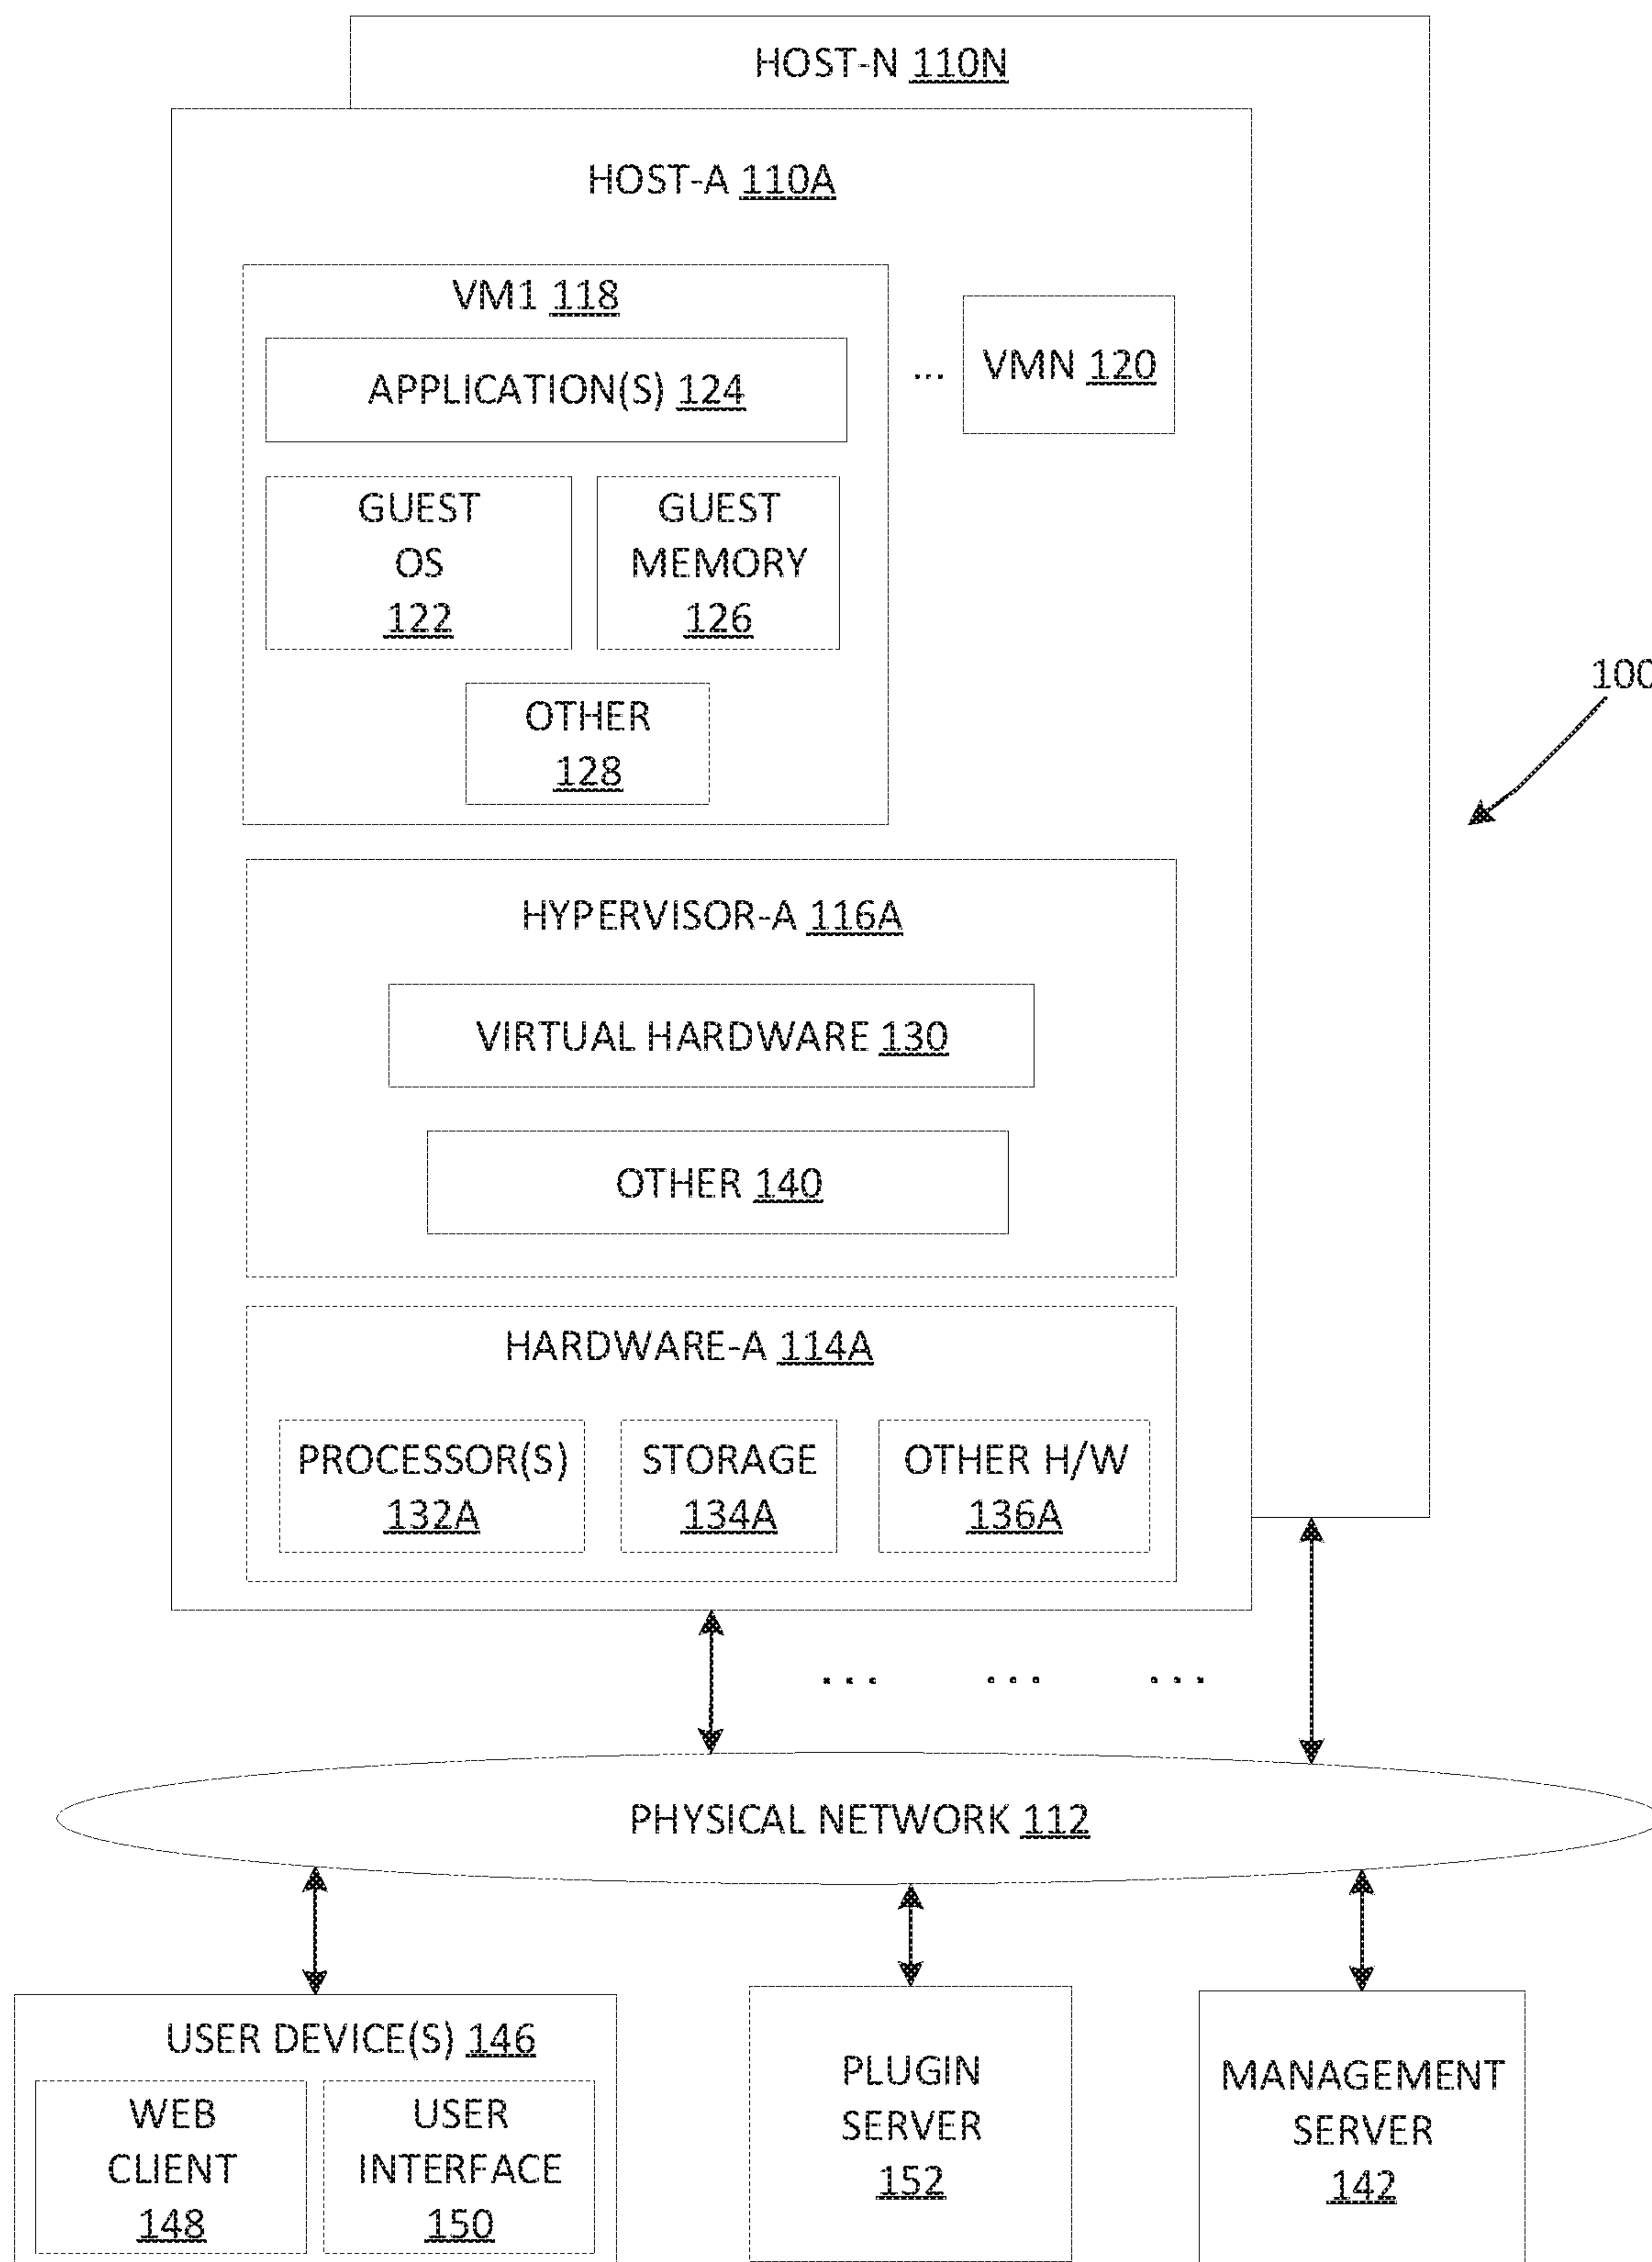 HOST-N 110N
HOST-A 110A
VM1 118
APPLICATION(S) 124
... VMN 120
GUEST
OS
122
GUEST
MEMORY
126
OTHER
128
100
HYPERVISOR-A 116A
VIRTUAL HARDWARE 130
OTHER 140
HARDWARE-A 114A
PROCESSOR(S)
132A
STORAGE
134A
OTHER H/W
136A
... ... ...
PHYSICAL NETWORK 112
USER DEVICE(S) 146
WEB
CLIENT
148
USER
INTERFACE
150
PLUGIN
SERVER
152
MANAGEMENT
SERVER
142